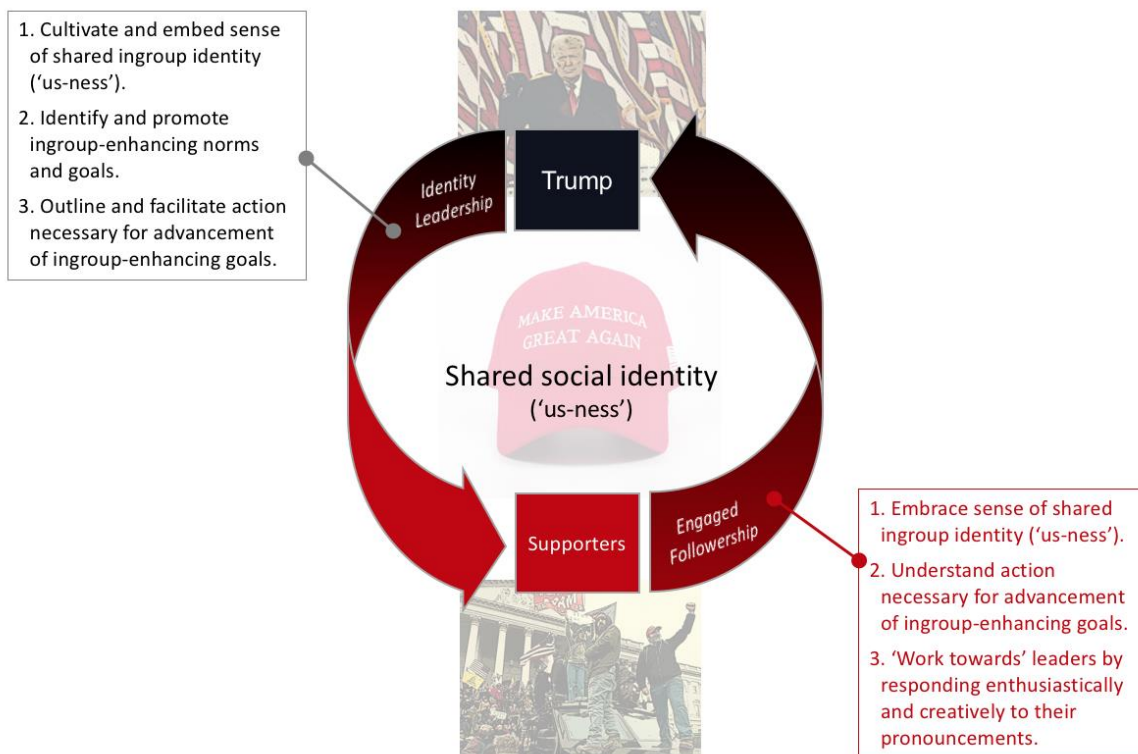 1. Cultivate and embed sense
of shared ingroup identity
(‘us-ness’).
2. Identify and promote
ingroup-enhancing norms
and goals.
3. Outline and facilitate action
necessary for advancement
of ingroup-enhancing goals.
Identity
Leadership
Trump
MAKE AMERICA
GREAT AGAIN
Shared social identity
(‘us-ness’)
Supporters
Engaged
Followership
1. Embrace sense of shared
ingroup identity (‘us-ness’).
2. Understand action
necessary for advancement
of ingroup-enhancing goals.
3. ‘Work towards’ leaders by
responding enthusiastically
and creatively to their
pronouncements.